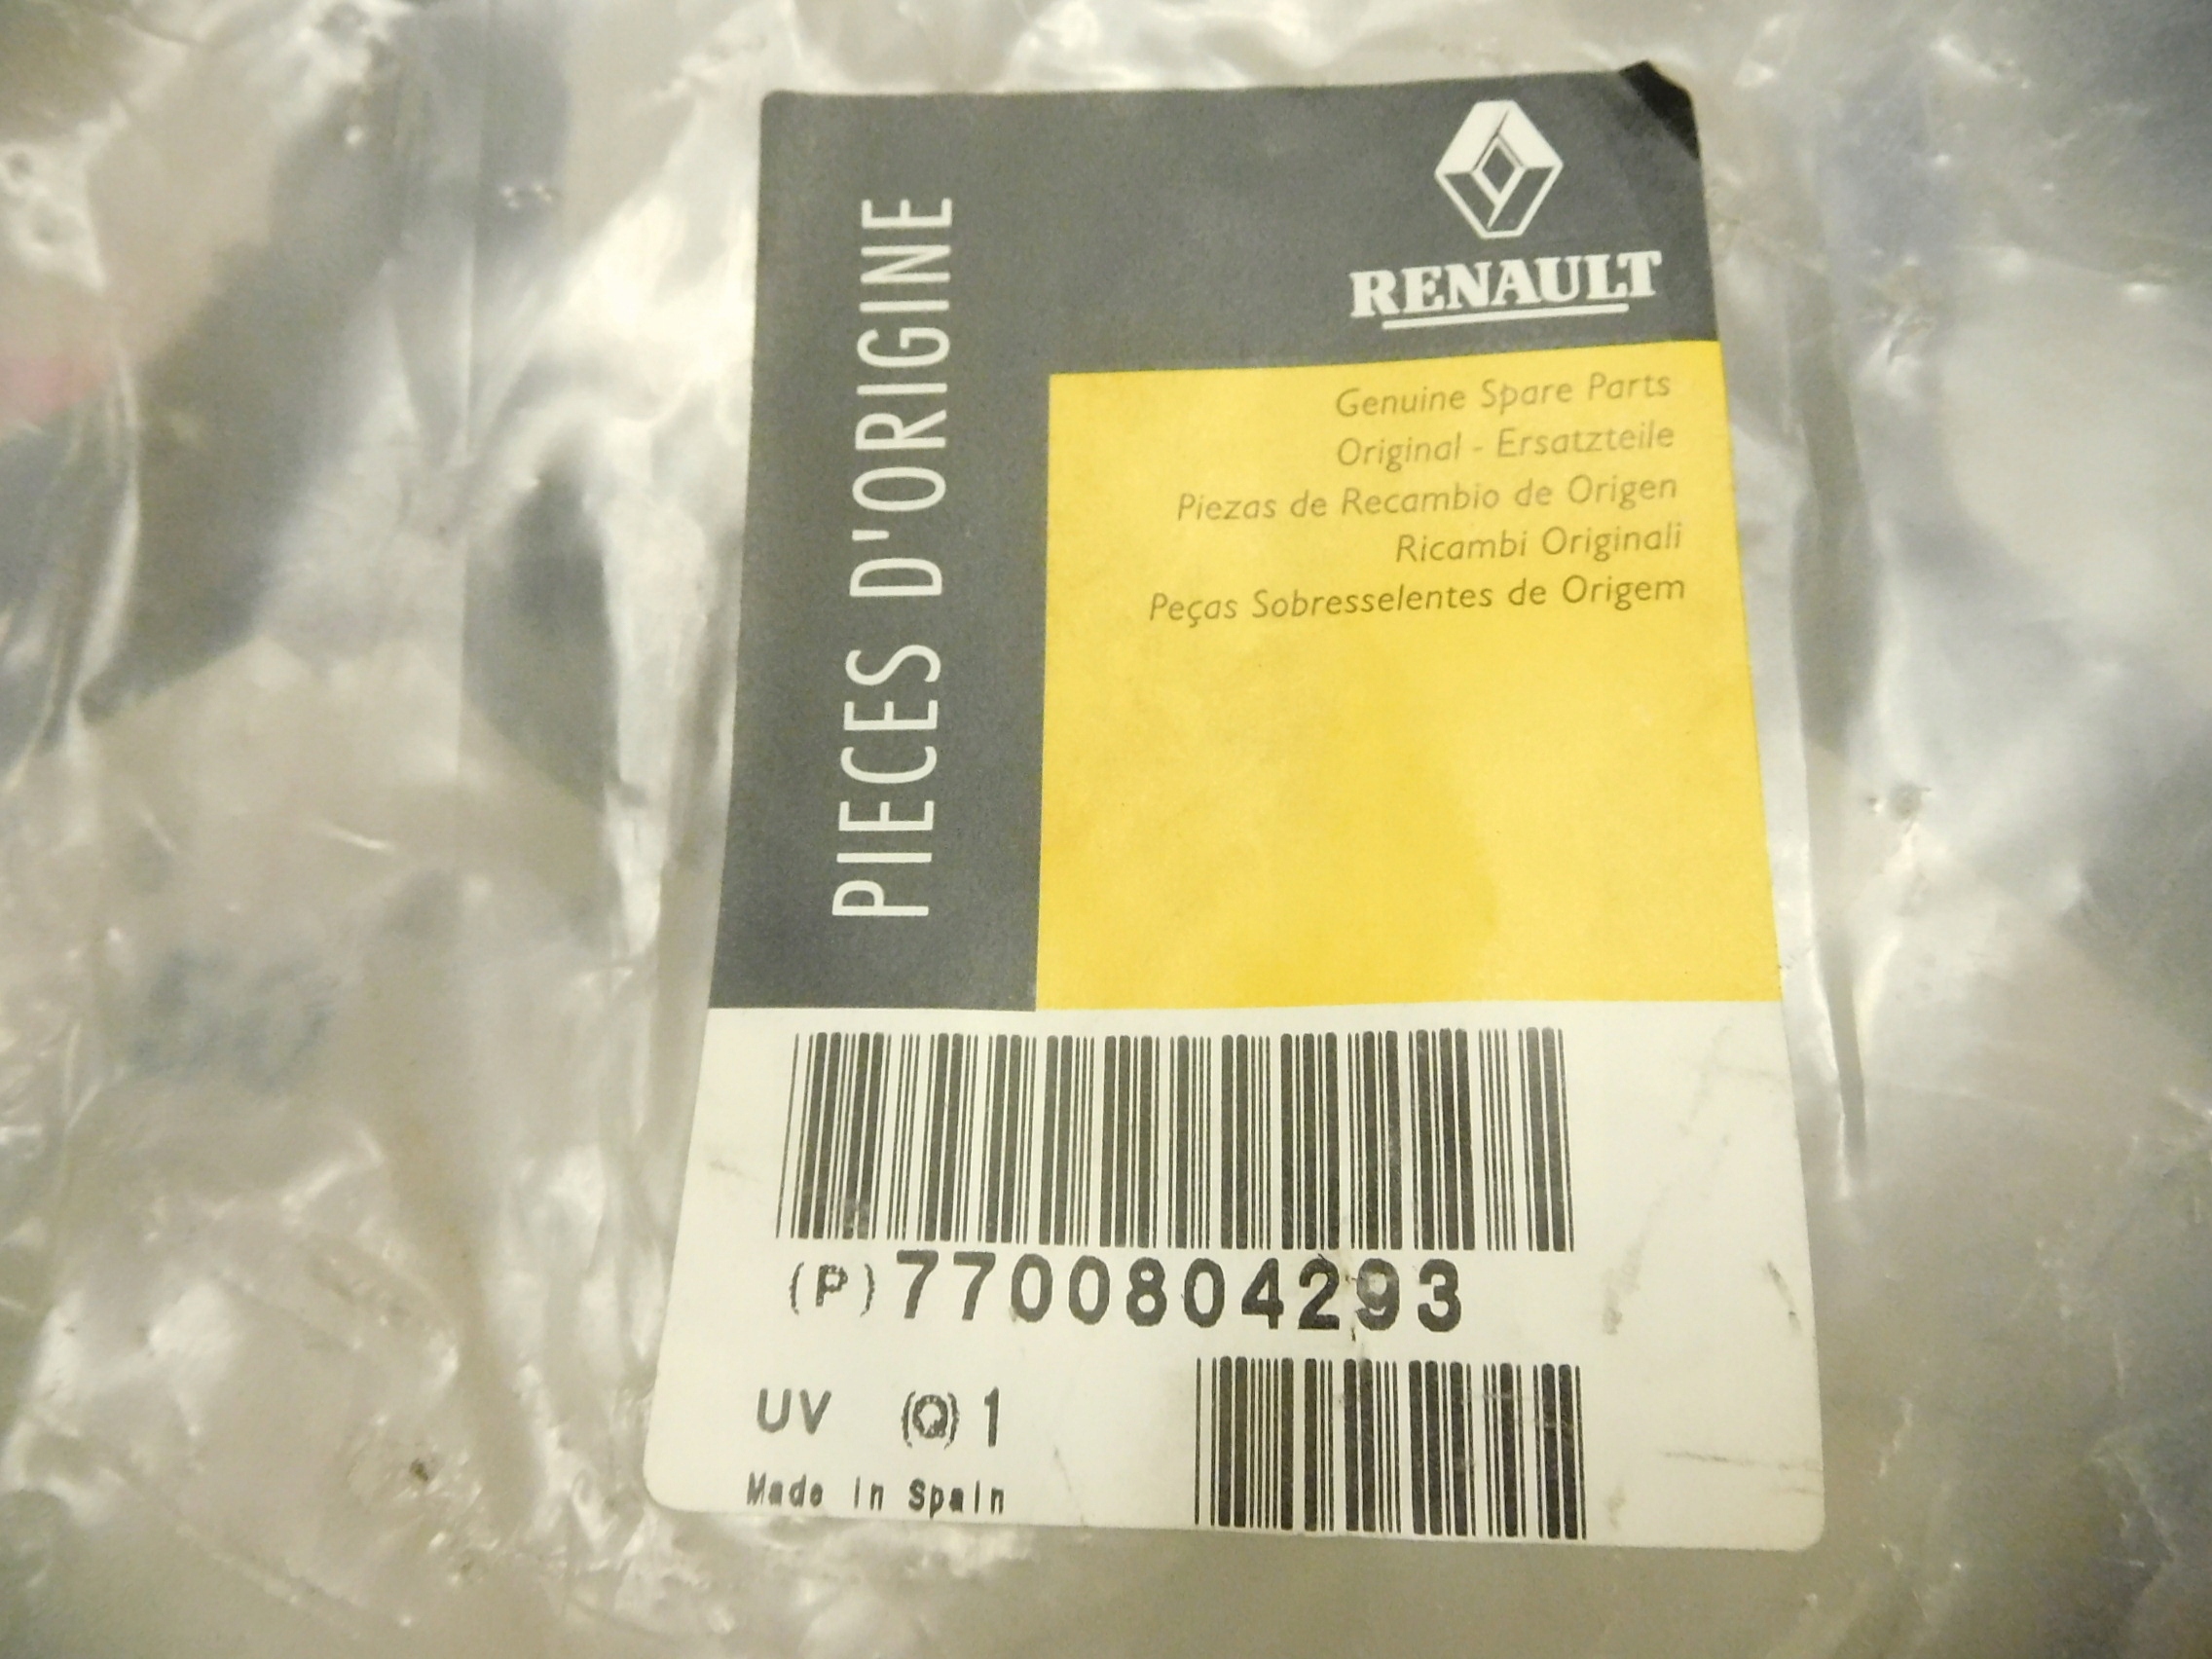 PIECES D'ORIGINE
RENAULT
Genuine Spare Parts
Original - Ersatzteile
Piezas de Recambio de Origen
Ricambi Originali
Peças Sobresselentes de Origem
(P) 7700804293
UV (Q) 1
Made in Spain